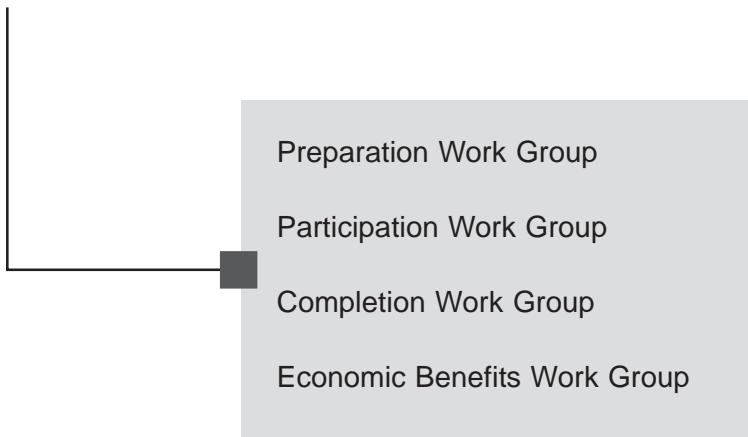 Preparation Work Group
Participation Work Group
Completion Work Group
Economic Benefits Work Group